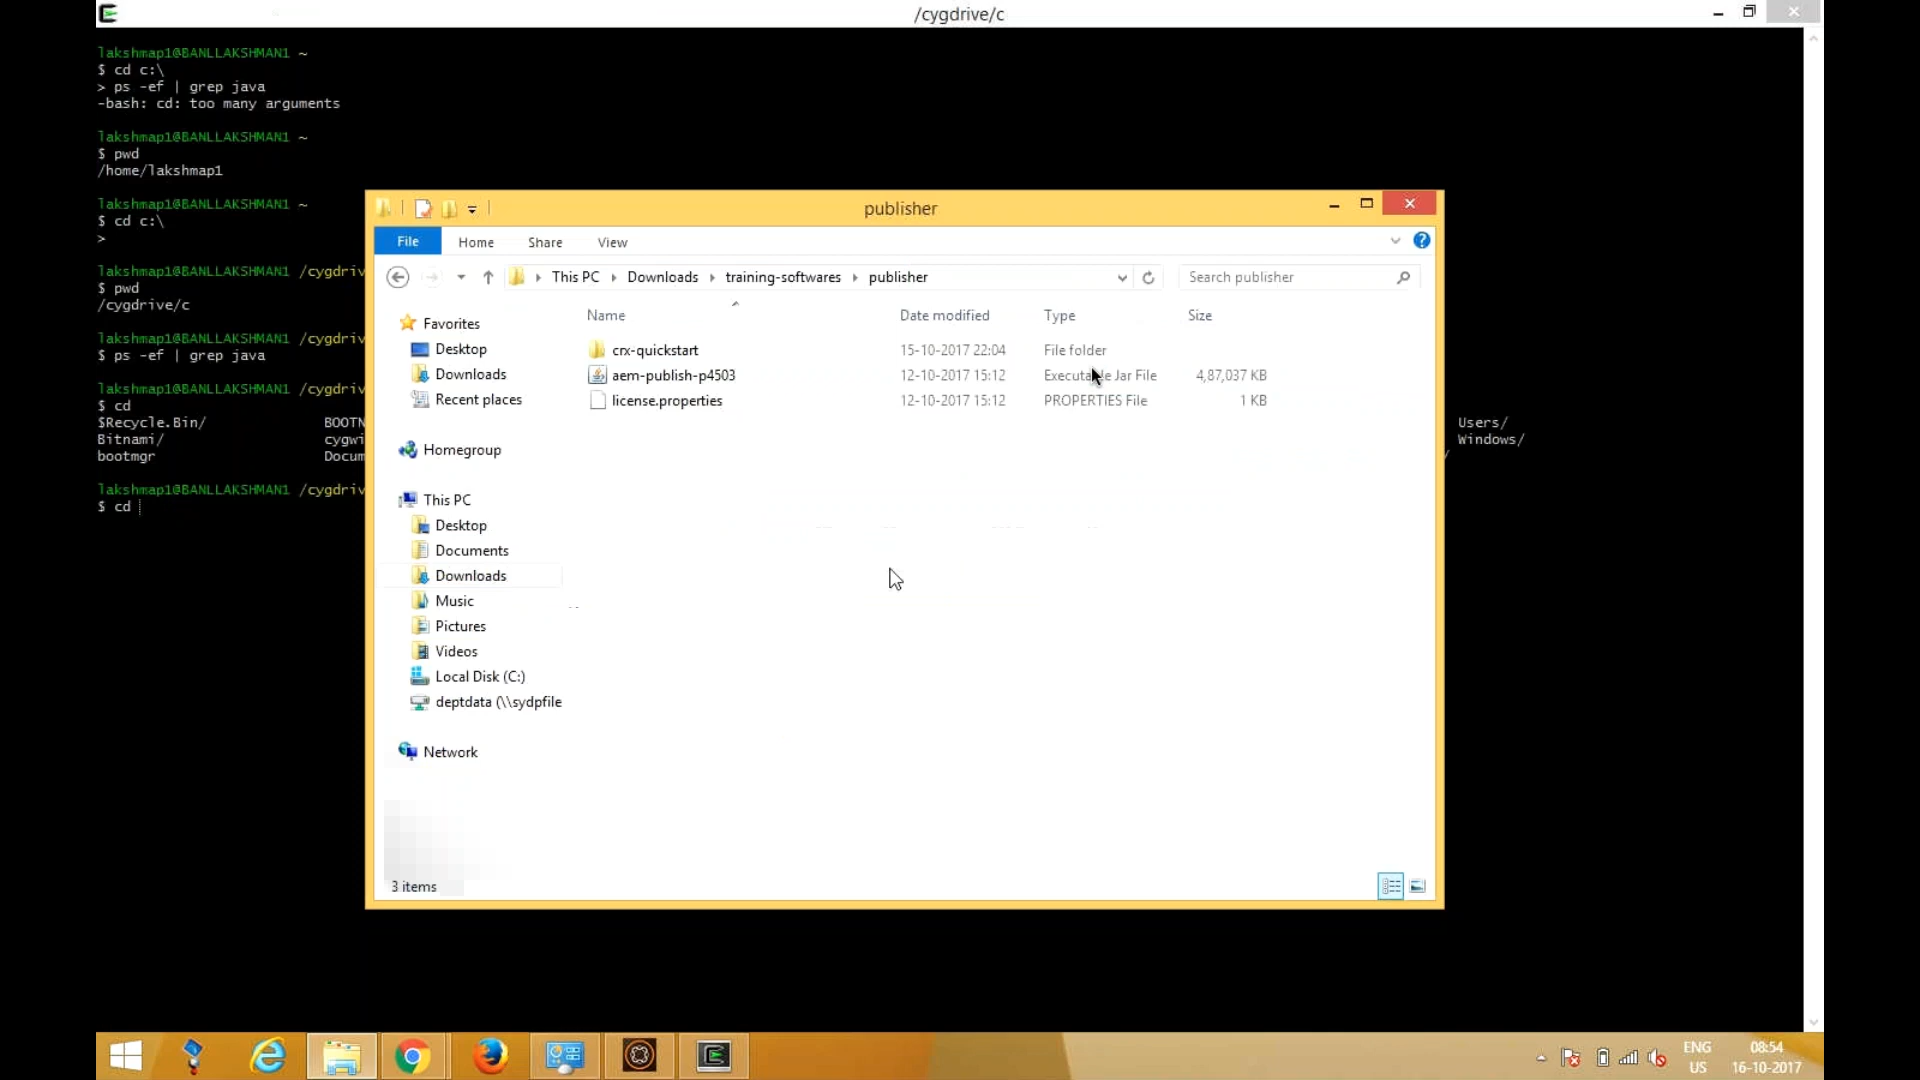 /cygdrive/c
lakshmap1@BANLLAKSHMAN1 ~
$ cd c:\
> ps -ef | grep java
-bash: cd: too many arguments
lakshmap1@BANLLAKSHMAN1 ~
$ pwd
/home/lakshmap1
lakshmap1@BANLLAKSHMAN1 ~
$ cd c:\
>
lakshmap1@BANLLAKSHMAN1 /cygdriv
$ pwd
/cygdrive/c
lakshmap1@BANLLAKSHMAN1 /cygdriv
$ ps -ef | grep java
lakshmap1@BANLLAKSHMAN1 /cygdriv
$ cd
$Recycle.Bin/ BOOTN Users/
Bitnami/ cygwi Windows/
bootmgr Docum /
lakshmap1@BANLLAKSHMAN1 /cygdriv
$ cd
publisher
File Home Share View
This PC Downloads training-softwares publisher
Search publisher
Name Date modified Type Size
crx-quickstart 15-10-2017 22:04 File folder
aem-publish-p4503 12-10-2017 15:12 Executable Jar File 4,87,037 KB
license.properties 12-10-2017 15:12 PROPERTIES File 1 KB
Favorites
Desktop
Downloads
Recent places
Homegroup
This PC
Desktop
Documents
Downloads
Music
Pictures
Videos
Local Disk (C:)
deptdata (\\sydpfile
Network
3 items
ENG 08:54
US 16-10-2017